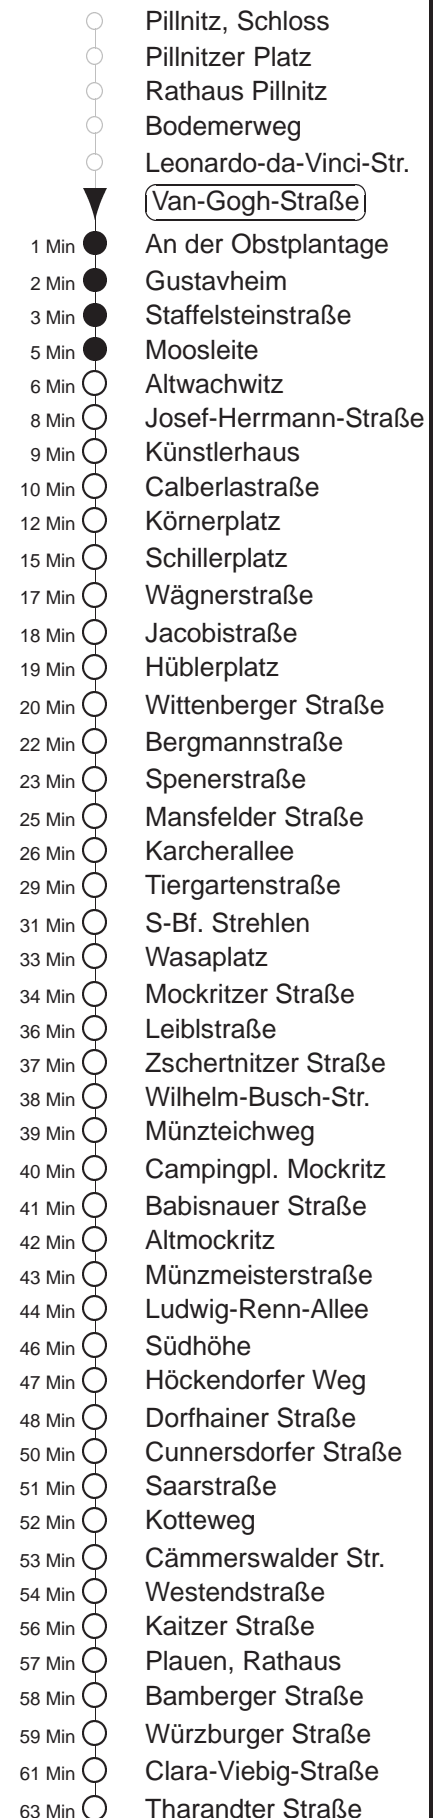 Pillnitz, Schloss
Pillnitzer Platz
Rathaus Pillnitz
Bodemerweg
Leonardo-da-Vinci-Str.
Van-Gogh-Straße
1 Min An der Obstplantage
2 Min Gustavheim
3 Min Staffelsteinstraße
5 Min Moosleite
6 Min Altwachwitz
8 Min Josef-Herrmann-Straße
9 Min Künstlerhaus
10 Min Calberlastraße
12 Min Körnerplatz
15 Min Schillerplatz
17 Min Wägnerstraße
18 Min Jacobistraße
19 Min Hüblerplatz
20 Min Wittenberger Straße
22 Min Bergmannstraße
23 Min Spenerstraße
25 Min Mansfelder Straße
26 Min Karcherallee
29 Min Tiergartenstraße
31 Min S-Bf. Strehlen
33 Min Wasaplatz
34 Min Mockritzer Straße
36 Min Leiblstraße
37 Min Zschertnitzer Straße
38 Min Wilhelm-Busch-Str.
39 Min Münzteichweg
40 Min Campingpl. Mockritz
41 Min Babisnauer Straße
42 Min Altmockritz
43 Min Münzmeisterstraße
44 Min Ludwig-Renn-Allee
46 Min Südhöhe
47 Min Höckendorfer Weg
48 Min Dorfhainer Straße
50 Min Cunnersdorfer Straße
51 Min Saarstraße
52 Min Kotteweg
53 Min Cämmerswalder Str.
54 Min Westendstraße
56 Min Kaitzer Straße
57 Min Plauen, Rathaus
58 Min Bamberger Straße
59 Min Würzburger Straße
61 Min Clara-Viebig-Straße
63 Min Tharandter Straße